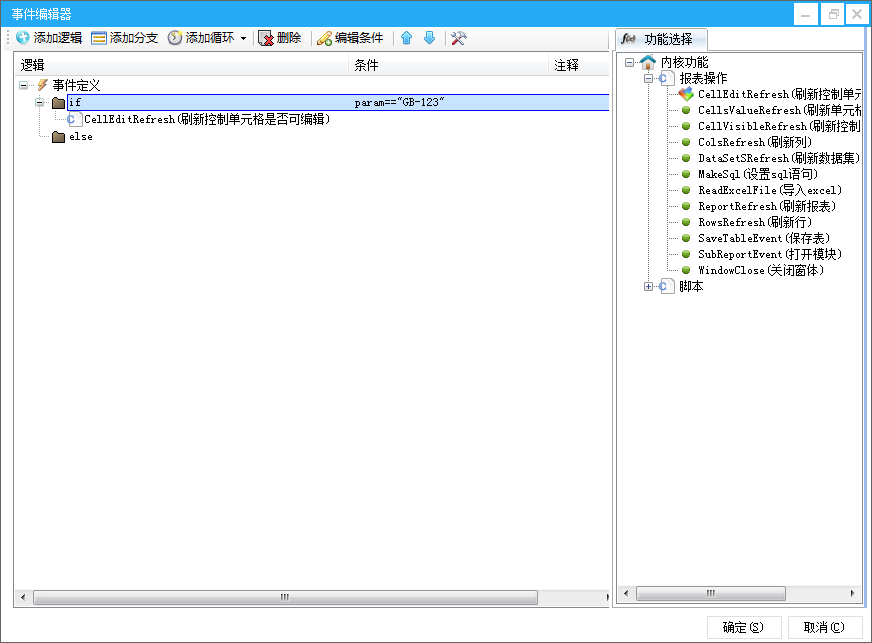 事件编辑器
添加逻辑 添加分支 添加循环 删除 编辑条件
逻辑 条件 注释
事件定义
if param=="GB-123"
CellEditRefresh(刷新控制单元格是否可编辑)
else
功能选择
内核功能
报表操作
CellEditRefresh(刷新控制单元
CellsValueRefresh(刷新单元格
CellVisibleRefresh(刷新控制
ColsRefresh(刷新列)
DataSetSRefresh(刷新数据集)
MakeSql(设置sql语句)
ReadExcelFile(导入excel)
ReportRefresh(刷新报表)
RowsRefresh(刷新行)
SaveTableEvent(保存表)
SubReportEvent(打开模块)
WindowClose(关闭窗体)
脚本
确定(S) 取消(C)